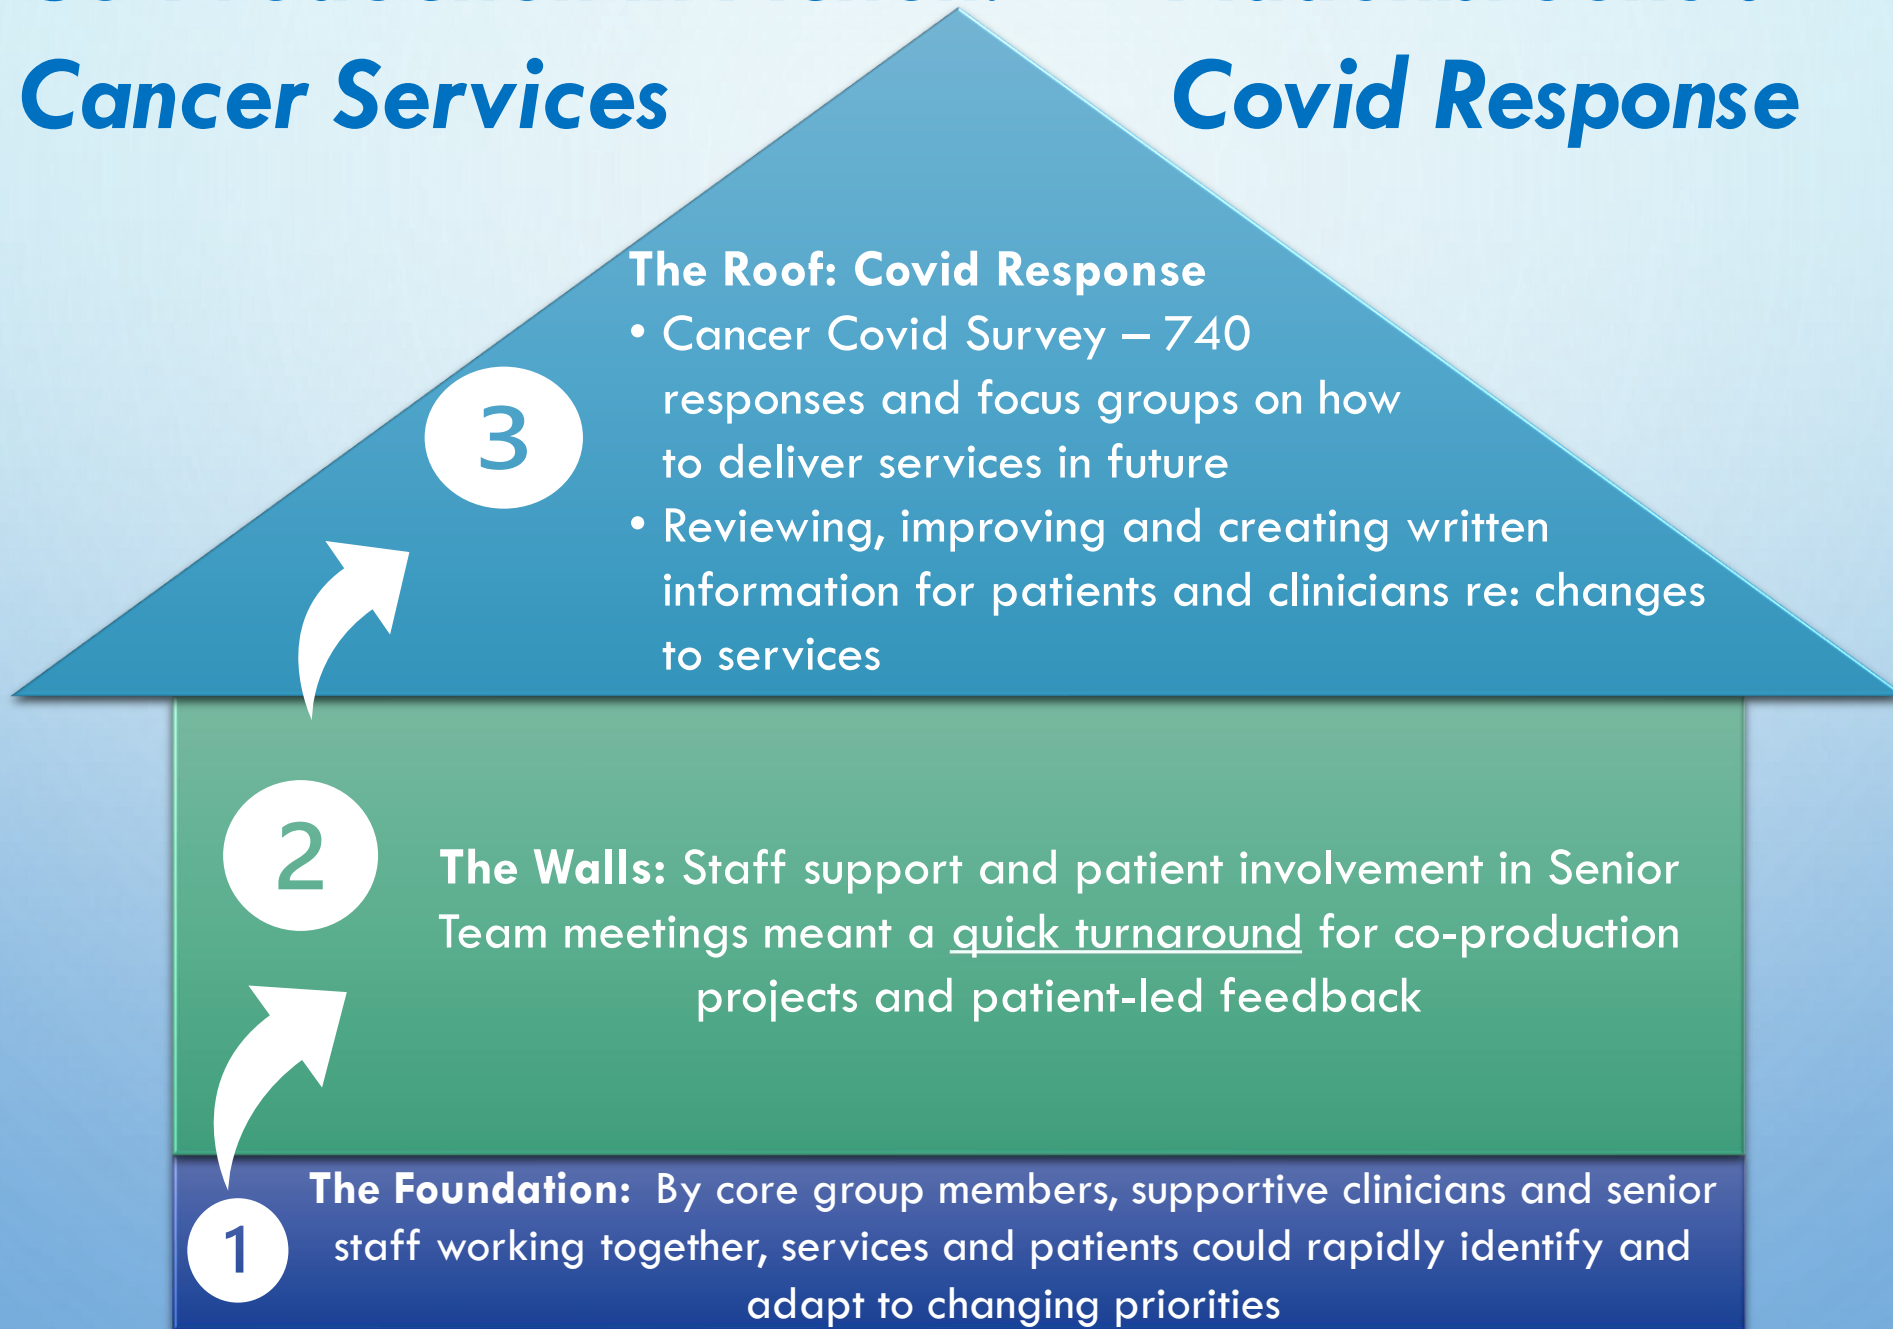 Cancer Services
Covid Response
The Roof: Covid Response
• Cancer Covid Survey – 740
responses and focus groups on how
to deliver services in future
• Reviewing, improving and creating written
information for patients and clinicians re: changes
to services
3
2
The Walls: Staff support and patient involvement in Senior
Team meetings meant a quick turnaround for co-production
projects and patient-led feedback
1
The Foundation: By core group members, supportive clinicians and senior
staff working together, services and patients could rapidly identify and
adapt to changing priorities